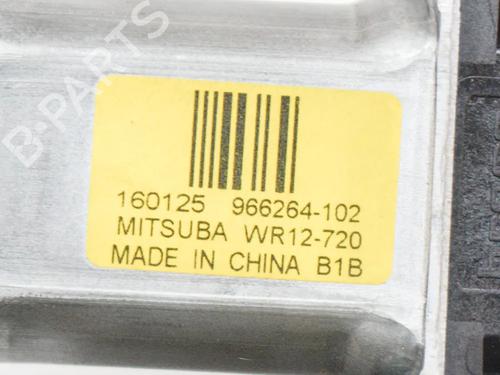 B-PARTS
160125 966264-102
MITSUBA WR12-720
MADE IN CHINA B1B